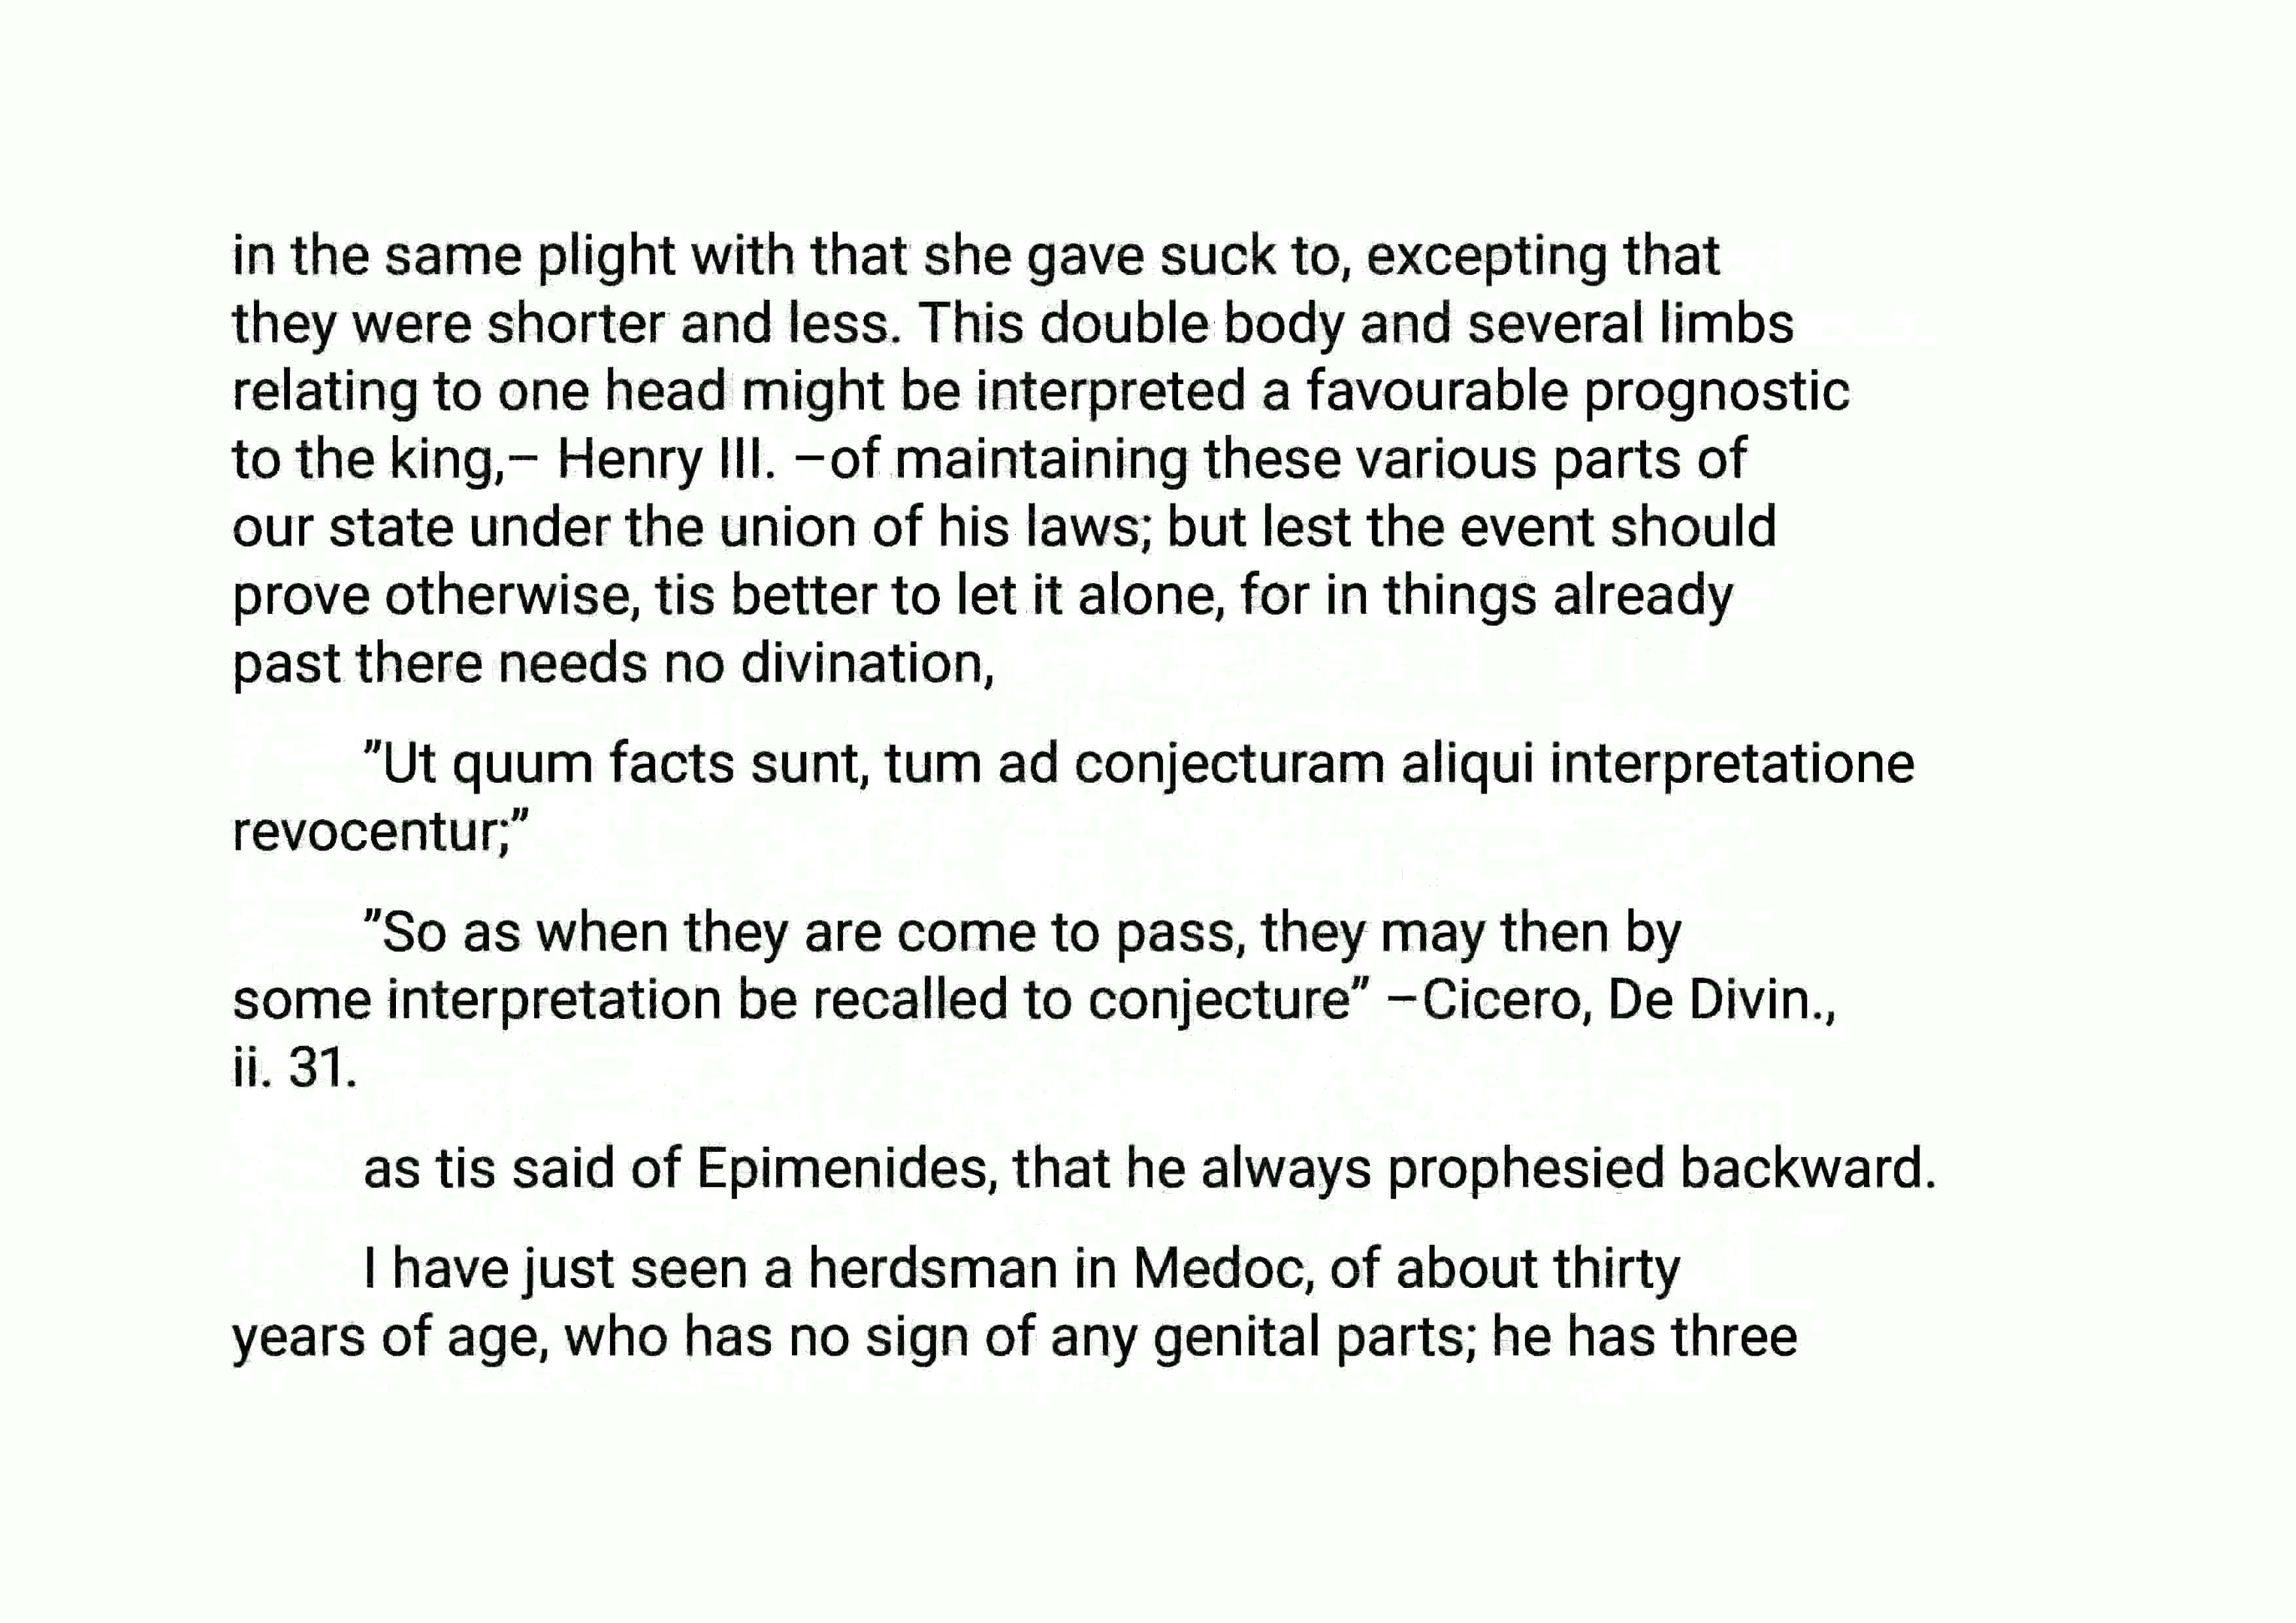 in the same plight with that she gave suck to, excepting that
they were shorter and less. This double body and several limbs
relating to one head might be interpreted a favourable prognostic
to the king,– Henry III. –of maintaining these various parts of
our state under the union of his laws; but lest the event should
prove otherwise, tis better to let it alone, for in things already
past there needs no divination,
”Ut quum facts sunt, tum ad conjecturam aliqui interpretatione
revocentur;”
”So as when they are come to pass, they may then by
some interpretation be recalled to conjecture” –Cicero, De Divin.,
ii. 31.
as tis said of Epimenides, that he always prophesied backward.
I have just seen a herdsman in Medoc, of about thirty
years of age, who has no sign of any genital parts; he has three